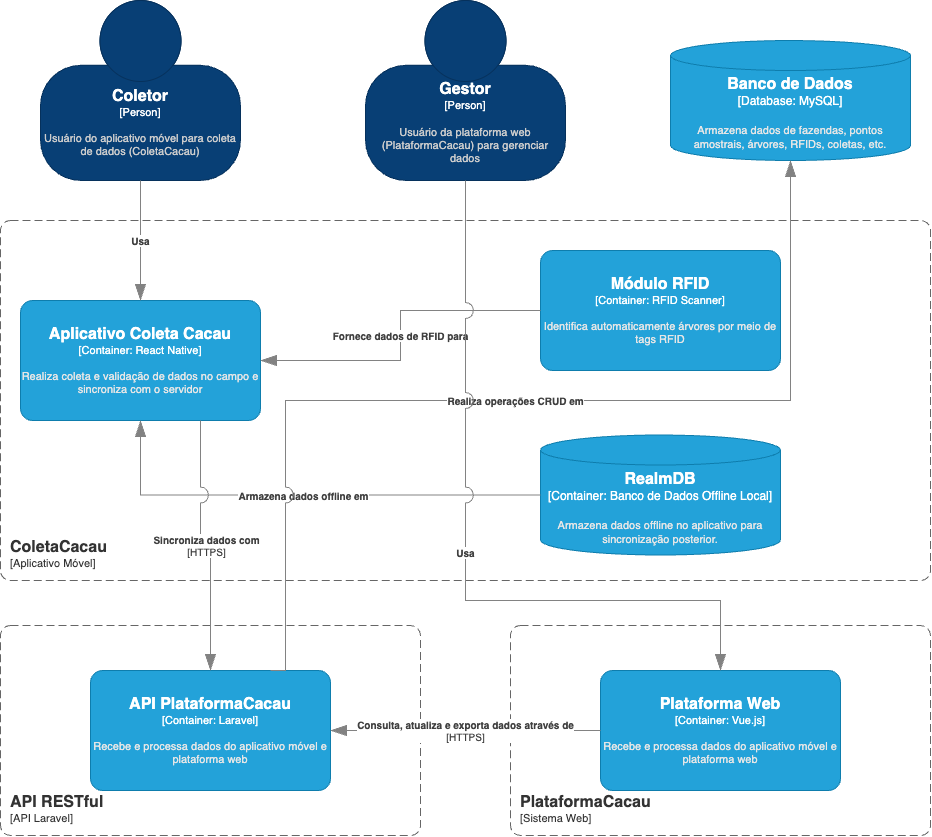 Coletor
[Person]
Usuário do aplicativo móvel para coleta
de dados (ColetaCacau)
Gestor
[Person]
Usuário da plataforma web
(PlataformaCacau) para gerenciar
dados
Banco de Dados
[Database: MySQL]
Armazena dados de fazendas, pontos
amostrais, árvores, RFIDs, coletas, etc.
Usa
Módulo RFID
[Container: RFID Scanner]
Identifica automaticamente árvores por meio de
tags RFID
Aplicativo Coleta Cacau
[Container: React Native]
Realiza coleta e validação de dados no campo e
sincroniza com o servidor
Fornece dados de RFID para
Realiza operações CRUD em
RealmDB
[Container: Banco de Dados Offline Local]
Armazena dados offline no aplicativo para
sincronização posterior.
Armazena dados offline em
Sincroniza dados com
[HTTPS]
Usa
ColetaCacau
[Aplicativo Móvel]
API PlataformaCacau
[Container: Laravel]
Recebe e processa dados do aplicativo móvel e
plataforma web
Consulta, atualiza e exporta dados através de
[HTTPS]
Plataforma Web
[Container: Vue.js]
Recebe e processa dados do aplicativo móvel e
plataforma web
API RESTful
[API Laravel]
PlataformaCacau
[Sistema Web]